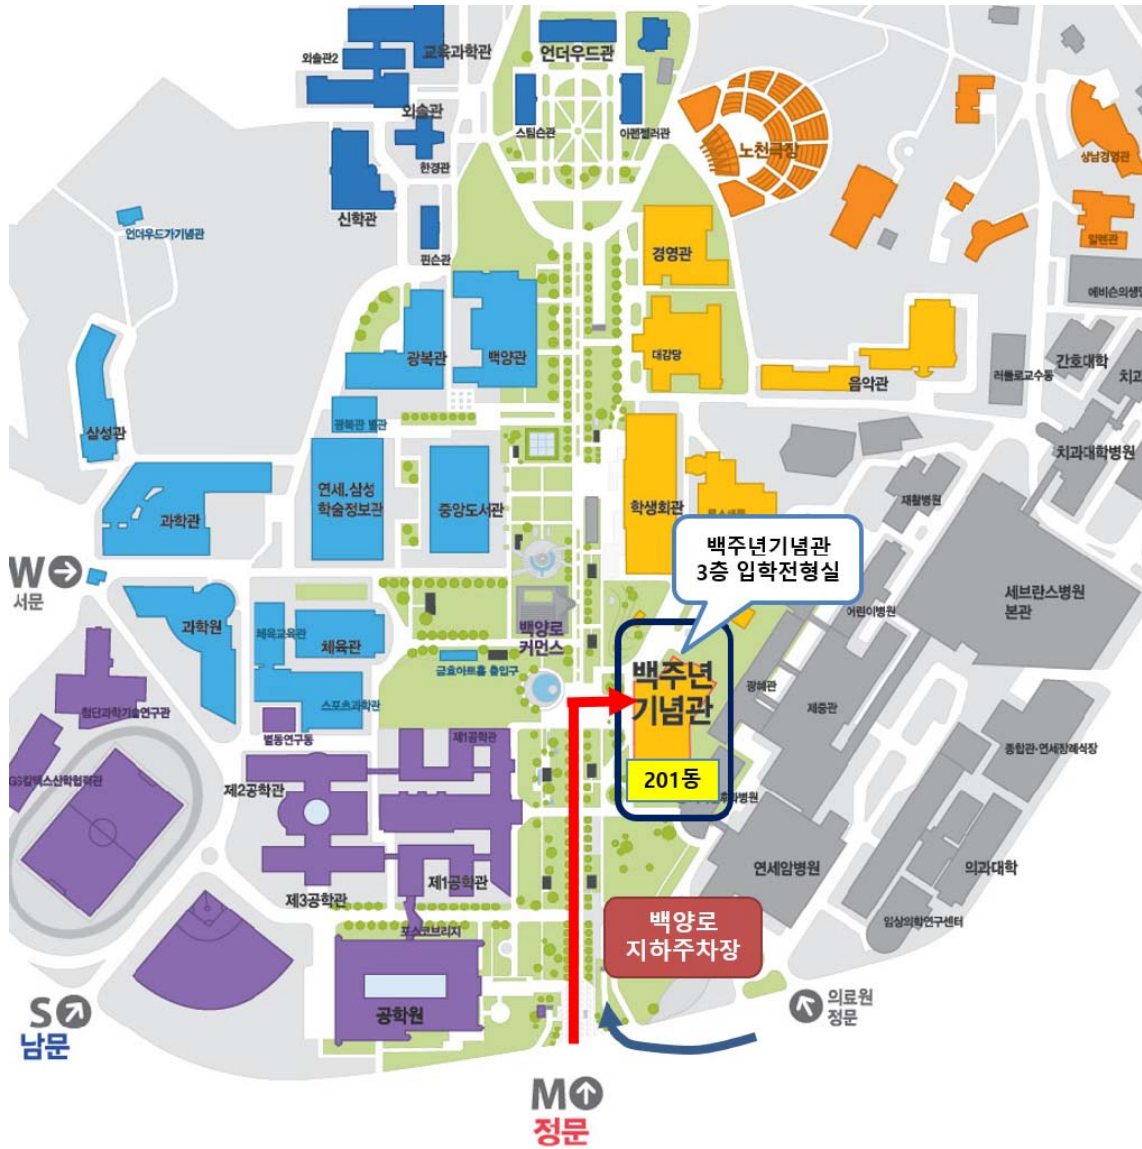 교육과학관
외솔관2
언더우드관
외솔관
스팀슨관
아펜젤러관
노천극장
상남경영관
한경관
신학관
언더우드가기념관
핀슨관
알렌관
경영관
에비슨의생명
광복관
백양관
대강당
음악관
러들로교수동
간호대학
치과
삼성관
광복관 별관
치과대학병원
연세.삼성
학술정보관
중앙도서관
학생회관
재활병원
과학관
백주년기념관
3층 입학전형실
W
서문
세브란스병원
본관
어린이병원
과학원
체육교육관
체육관
백양로
커먼스
금호아트홀 출입구
백주년
기념관
광혜관
제중관
첨단과학기술연구관
스포츠과학관
별동연구동
제1공학관
종합관·연세장례식장
GS칼텍스산학협력관
제2공학관
201동
과병원
연세암병원
의과대학
제1공학관
제3공학관
포스코브리지
백양로
지하주차장
임상의학연구센터
공학원
의료원
정문
S
남문
M
정문